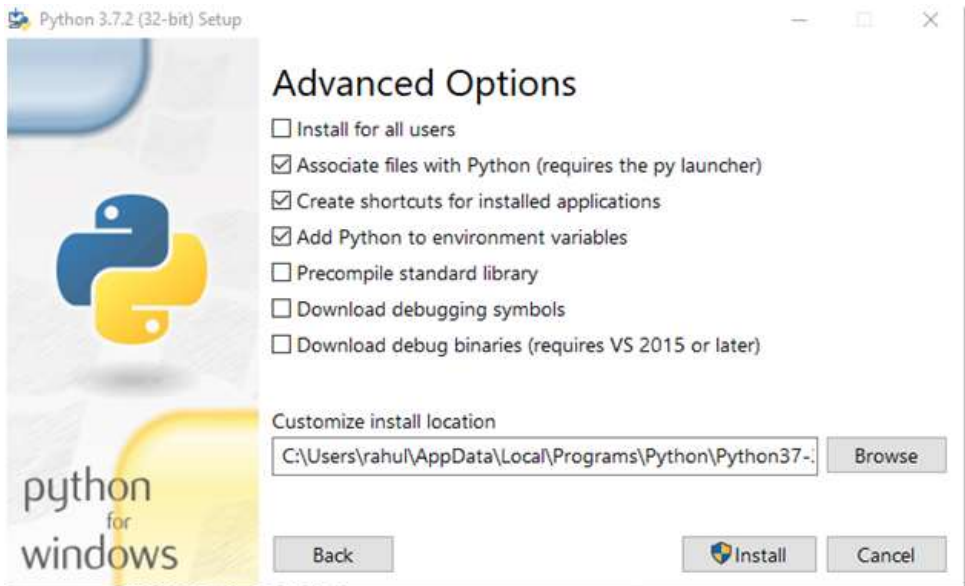 Python 3.7.2 (32-bit) Setup
Advanced Options
Install for all users
Associate files with Python (requires the py launcher)
Create shortcuts for installed applications
Add Python to environment variables
Precompile standard library
Download debugging symbols
Download debug binaries (requires VS 2015 or later)
Customize install location
C:\Users\rahul\AppData\Local\Programs\Python\Python37-
Browse
python
for
windows
Back
Install
Cancel